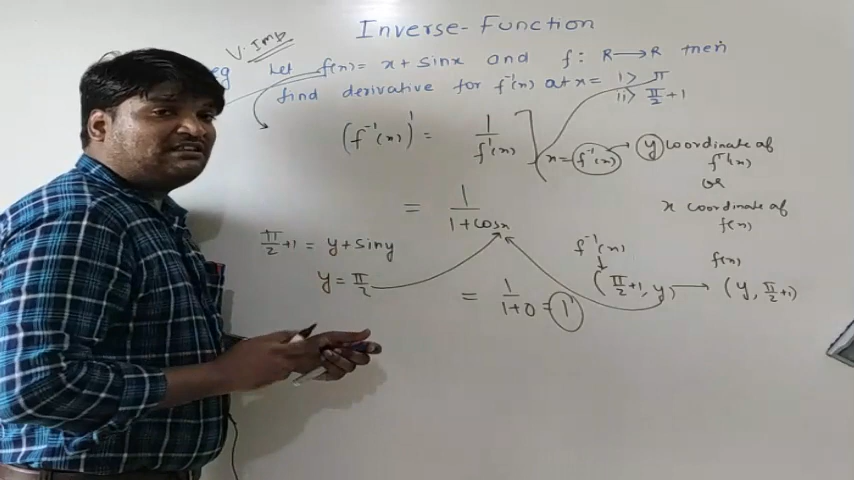 Inverse-Function
V. Imb
eg Let f(x) = x + sinx and f: R → R then
find derivative for f⁻¹(x) at x = i> π
ii> π/2 + 1
(f⁻¹(x))' = 1/f'(x) ] x = f⁻¹(x) → y coordinate of
f⁻¹(x)
or
x coordinate of
f(x)
= 1/(1+cosx)
π/2 + 1 = y + siny
y = π/2
f⁻¹(x)
↓
f(x)
(π/2 + 1, y) → (y, π/2 + 1)
= 1/(1+0) = 1